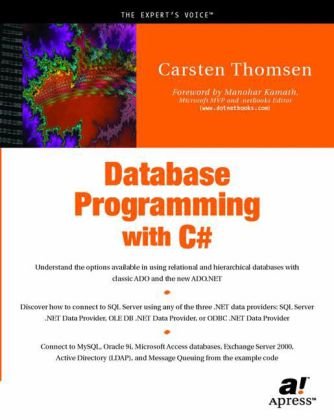 THE EXPERT'S VOICE™
Carsten Thomsen
Foreword by Manohar Kamath,
Microsoft MVP and .netBooks Editor
(www.dotnetbooks.com)
Database
Programming
with C#
Understand the options available in using relational and hierarchical databases with
classic ADO and the new ADO.NET
Discover how to connect to SQL Server using any of the three .NET data providers: SQL Server
.NET Data Provider, OLE DB .NET Data Provider, or ODBC .NET Data Provider
Connect to MySQL, Oracle 9i, Microsoft Access databases, Exchange Server 2000,
Active Directory (LDAP), and Message Queuing from the example code
a!
Apress™